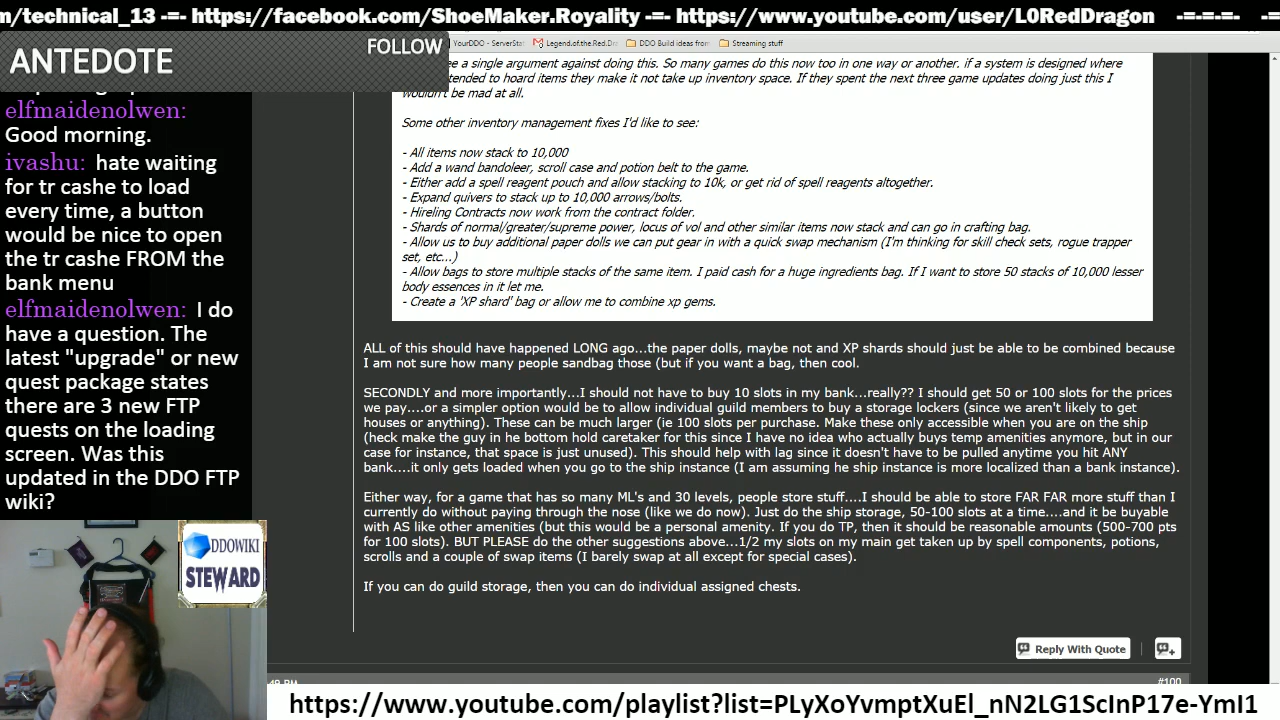 m/technical_13 -=- https://facebook.com/ShoeMaker.Royality -=- https://www.youtube.com/user/L0RedDragon -=-=-=-
ANTEDOTE
FOLLOW
YourDDO - ServerStat
Legend.of.the.Red.Dr
DDO Build ideas from
Streaming stuff
elfmaidenolwen:
Good morning.
ivashu: hate waiting
for tr cashe to load
every time, a button
would be nice to open
the tr cashe FROM the
bank menu
elfmaidenolwen: I do
have a question. The
latest "upgrade" or new
quest package states
there are 3 new FTP
quests on the loading
screen. Was this
updated in the DDO FTP
wiki?
DDOWIKI
STEWARD
e a single argument against doing this. So many games do this now too in one way or another. if a system is designed where
tended to hoard items they make it not take up inventory space. If they spent the next three game updates doing just this I
wouldn't be mad at all.
Some other inventory management fixes I'd like to see:
- All items now stack to 10,000
- Add a wand bandoleer, scroll case and potion belt to the game.
- Either add a spell reagent pouch and allow stacking to 10k, or get rid of spell reagents altogether.
- Expand quivers to stack up to 10,000 arrows/bolts.
- Hireling Contracts now work from the contract folder.
- Shards of normal/greater/supreme power, locus of vol and other similar items now stack and can go in crafting bag.
- Allow us to buy additional paper dolls we can put gear in with a quick swap mechanism (I'm thinking for skill check sets, rogue trapper
set, etc...)
- Allow bags to store multiple stacks of the same item. I paid cash for a huge ingredients bag. If I want to store 50 stacks of 10,000 lesser
body essences in it let me.
- Create a 'XP shard' bag or allow me to combine xp gems.
ALL of this should have happened LONG ago...the paper dolls, maybe not and XP shards should just be able to be combined because
I am not sure how many people sandbag those (but if you want a bag, then cool.
SECONDLY and more importantly...I should not have to buy 10 slots in my bank...really?? I should get 50 or 100 slots for the prices
we pay....or a simpler option would be to allow individual guild members to buy a storage lockers (since we aren't likely to get
houses or anything). These can be much larger (ie 100 slots per purchase. Make these only accessible when you are on the ship
(heck make the guy in he bottom hold caretaker for this since I have no idea who actually buys temp amenities anymore, but in our
case for instance, that space is just unused). This should help with lag since it doesn't have to be pulled anytime you hit ANY
bank....it only gets loaded when you go to the ship instance (I am assuming he ship instance is more localized than a bank instance).
Either way, for a game that has so many ML's and 30 levels, people store stuff....I should be able to store FAR FAR more stuff than I
currently do without paying through the nose (like we do now). Just do the ship storage, 50-100 slots at a time....and it be buyable
with AS like other amenities (but this would be a personal amenity. If you do TP, then it should be reasonable amounts (500-700 pts
for 100 slots). BUT PLEASE do the other suggestions above...1/2 my slots on my main get taken up by spell components, potions,
scrolls and a couple of swap items (I barely swap at all except for special cases).
If you can do guild storage, then you can do individual assigned chests.
Reply With Quote
:49 PM
#100
https://www.youtube.com/playlist?list=PLyXoYvmptXuEl_nN2LG1ScInP17e-YmI1